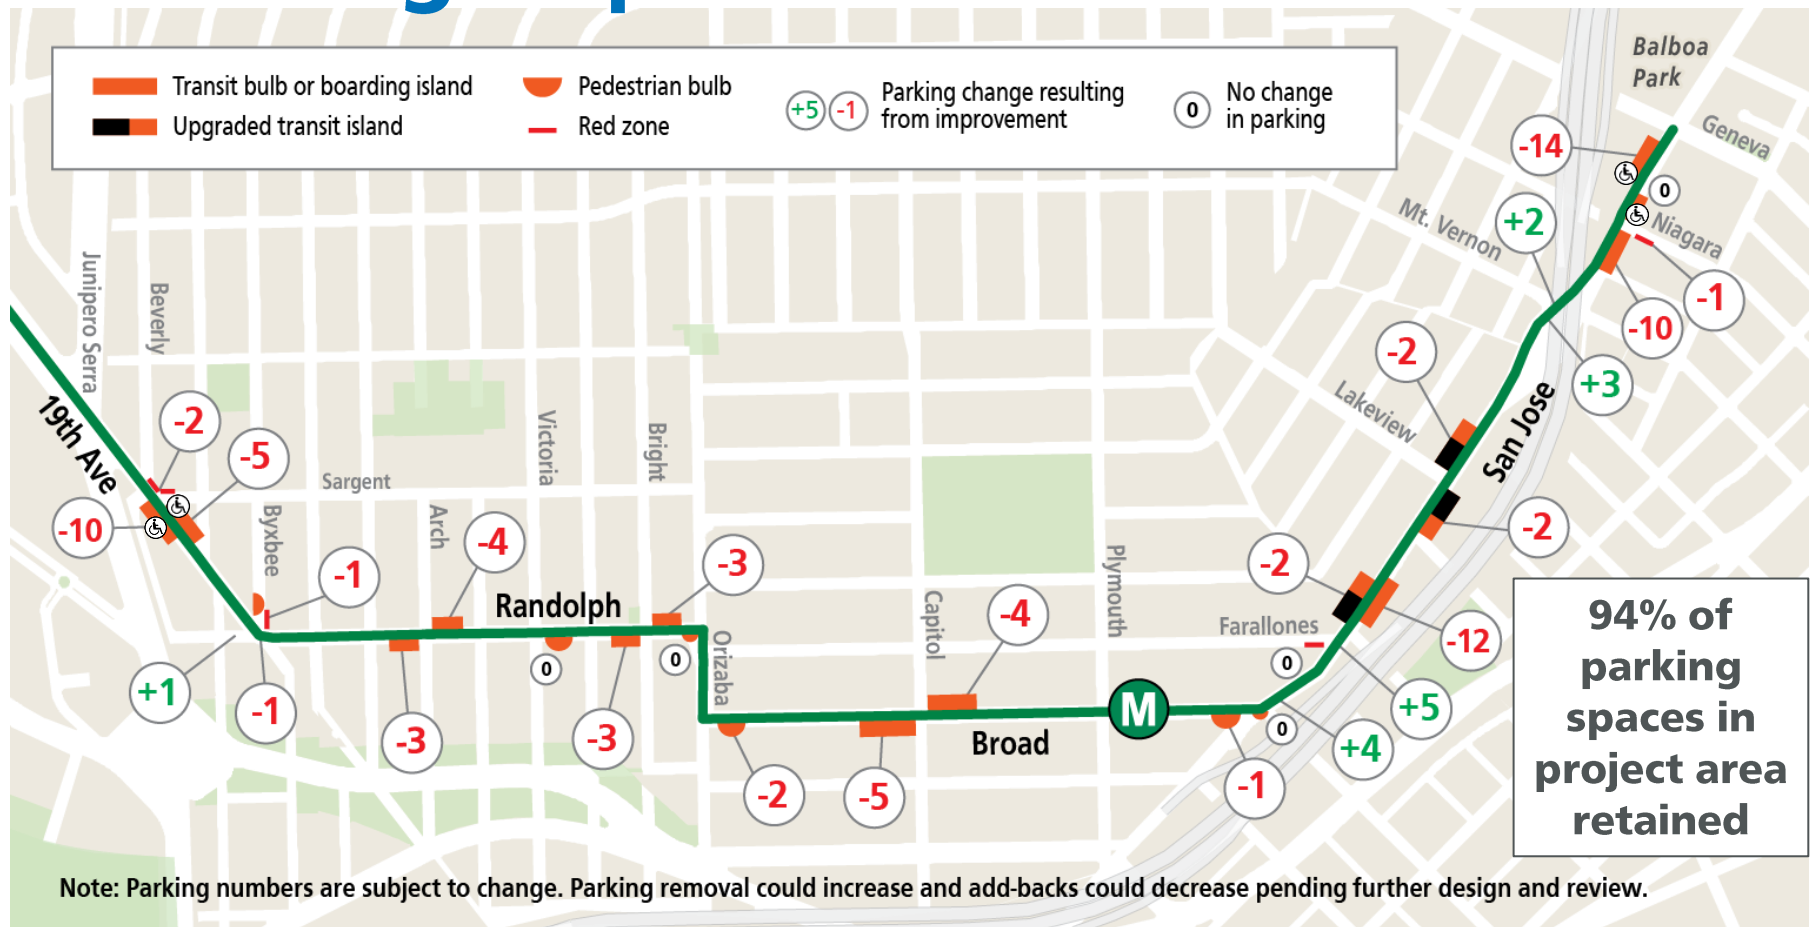 Transit bulb or boarding island
Upgraded transit island
Pedestrian bulb
Red zone
+5
-1
Parking change resulting
from improvement
0
No change
in parking
Balboa
Park
Geneva
-14
0
Niagara
+2
Mt. Vernon
-1
-10
+3
-2
Lakeview
San Jose
-2
-2
Farallones
-12
0
+5
+4
0
-1
Junipero Serra
Beverly
19th Ave
-2
-5
-10
Sargent
Byxbee
Arch
Victoria
Bright
-1
-4
-3
Randolph
+1
-1
-3
0
-3
0
Orizaba
Capitol
Plymouth
-4
M
Broad
-2
-5
94% of
parking
spaces in
project area
retained
Note: Parking numbers are subject to change. Parking removal could increase and add-backs could decrease pending further design and review.